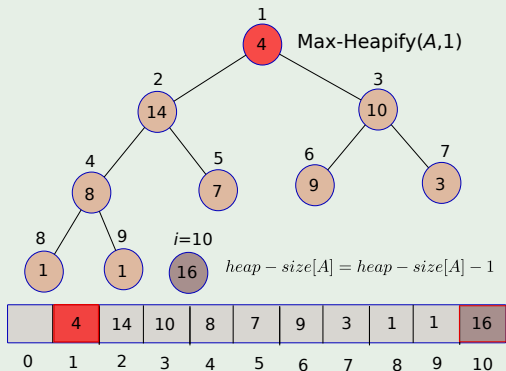 1
4 Max-Heapify(A,1)
2 3
14 10
4 5 6 7
8 7 9 3
8 9 i=10
1 1 16 heap − size[A] = heap − size[A] − 1
4 14 10 8 7 9 3 1 1 16
0 1 2 3 4 5 6 7 8 9 10